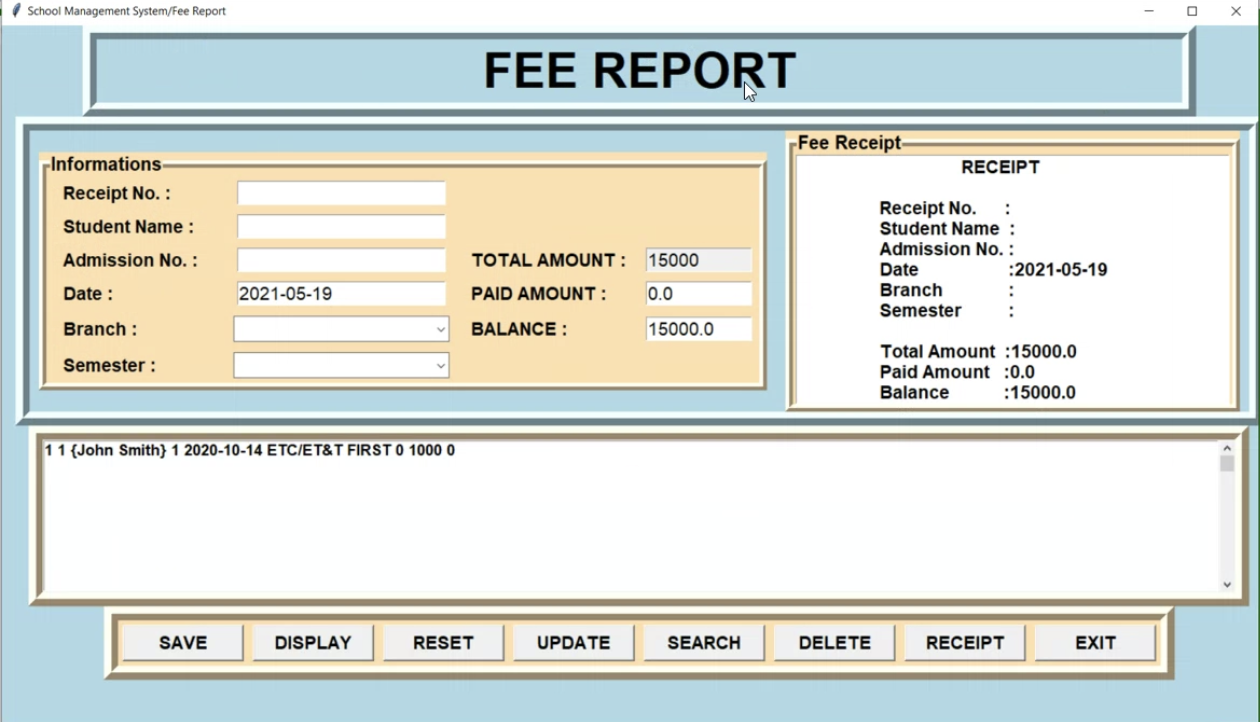 School Management System/Fee Report
FEE REPORT
Informations
Receipt No. :
Student Name :
Admission No. :
Date : 2021-05-19
Branch :
Semester :
TOTAL AMOUNT : 15000
PAID AMOUNT : 0.0
BALANCE : 15000.0
Fee Receipt
RECEIPT
Receipt No. :
Student Name :
Admission No. :
Date :2021-05-19
Branch :
Semester :
Total Amount :15000.0
Paid Amount :0.0
Balance :15000.0
1 1 {John Smith} 1 2020-10-14 ETC/ET&T FIRST 0 1000 0
SAVE DISPLAY RESET UPDATE SEARCH DELETE RECEIPT EXIT